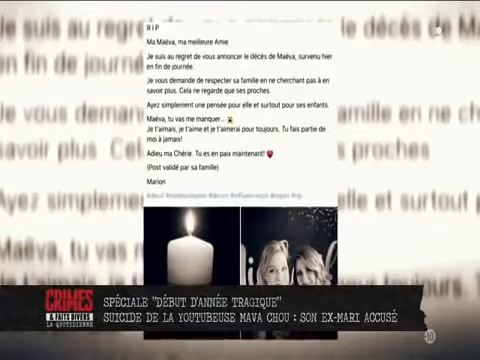 R I P
Ma Maëva, ma meilleure Amie
Je suis au regret de vous annoncer le décès de Maëva, survenu hier
en fin de journée.
Je vous demande de respecter sa famille en ne cherchant pas à en
savoir plus. Cela ne regarde que ses proches.
Ayez simplement une pensée pour elle et surtout pour ses enfants.
Maëva, tu vas me manquer... 😭
Je t'aimais, je t'aime et je t'aimerai pour toujours. Tu fais partie de
moi à jamais!
Adieu ma Chérie. Tu es en paix maintenant! ❤️
(Post validé par sa famille)
Marion
CRIMES
& FAITS DIVERS
LA QUOTIDIENNE
SPÉCIALE "DÉBUT D'ANNÉE TRAGIQUE"
SUICIDE DE LA YOUTUBEUSE MAVA CHOU : SON EX-MARI ACCUSÉ
-10